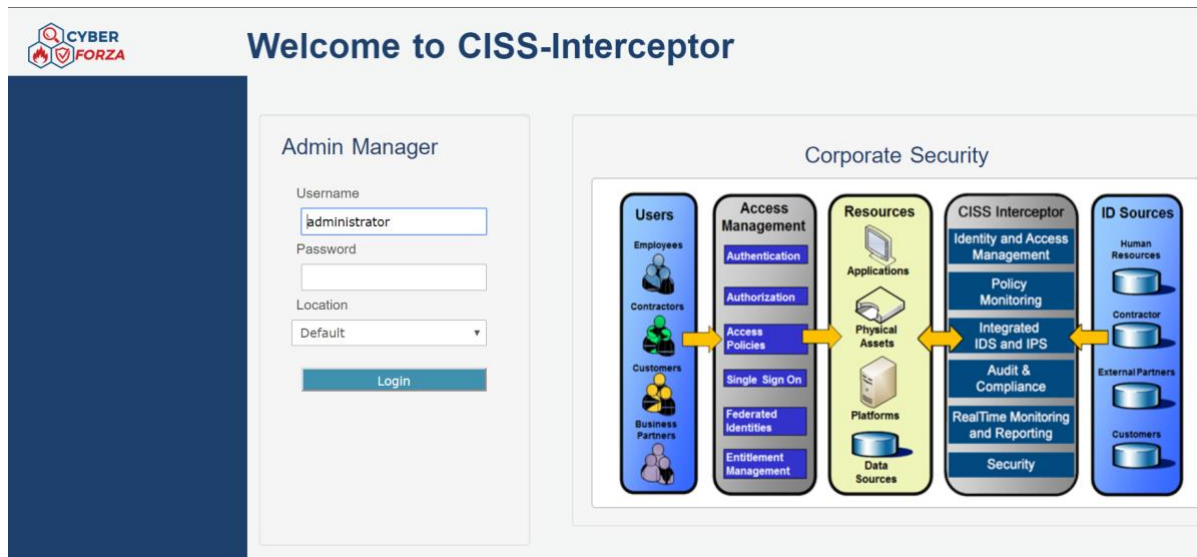 CYBER
FORZA
Welcome to CISS-Interceptor
Admin Manager
Username
administrator
Password
Location
Default
Login
Corporate Security
Users
Employees
Contractors
Customers
Business
Partners
Access
Management
Authentication
Authorization
Access
Policies
Single Sign On
Federated
Identities
Entitlement
Management
Resources
Applications
Physical
Assets
Platforms
Data
Sources
CISS Interceptor
Identity and Access
Management
Policy
Monitoring
Integrated
IDS and IPS
Audit &
Compliance
RealTime Monitoring
and Reporting
Security
ID Sources
Human
Resources
Contractor
External Partners
Customers